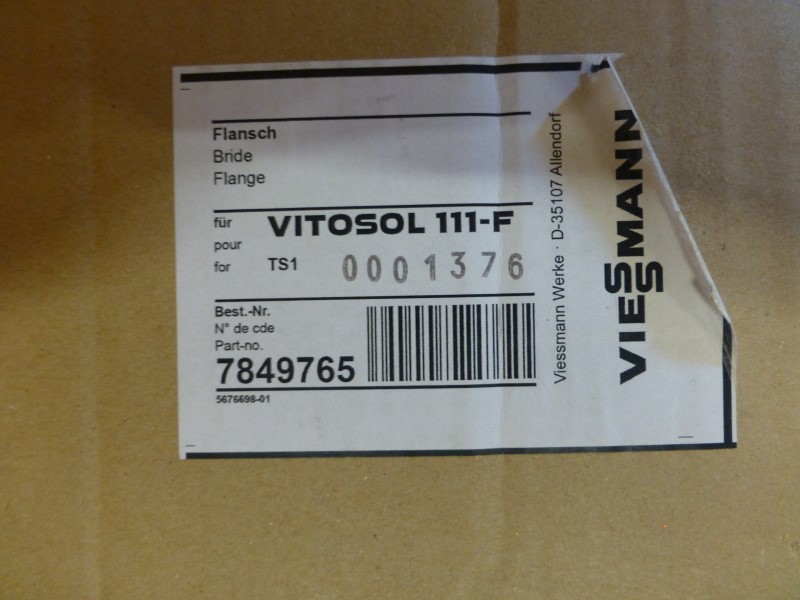 Flansch
Bride
Flange
für
pour
for
VITOSOL 111-F
TS1
0001376
Best.-Nr.
N° de cde
Part-no.
7849765
5676698-01
Viessmann Werke · D-35107 Allendorf
VIESSMANN